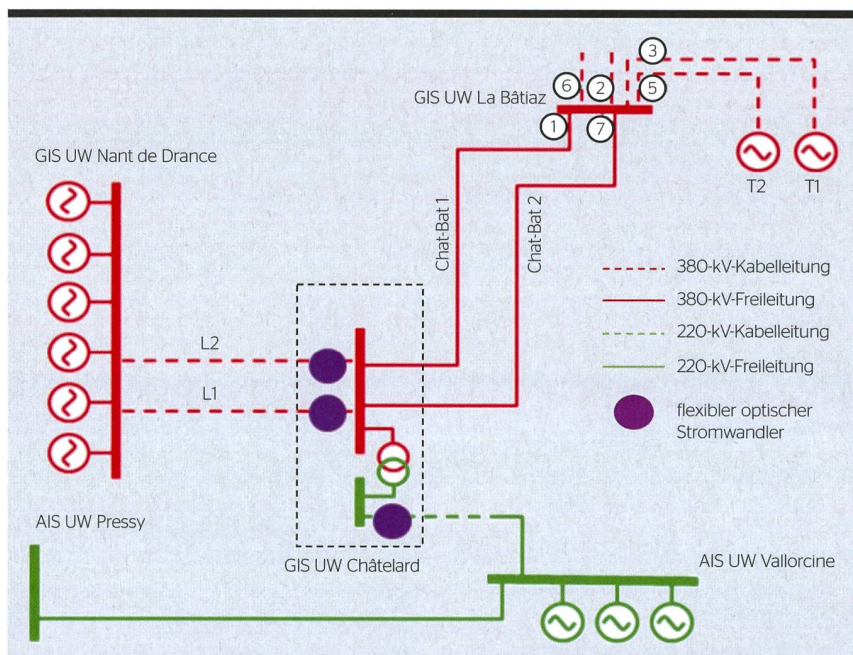 3
6
2
5
GIS UW La Bâtiaz
1
7
GIS UW Nant de Drance
T2
T1
Chat-Bat 1
Chat-Bat 2
380-kV-Kabelleitung
380-kV-Freileitung
220-kV-Kabelleitung
220-kV-Freileitung
flexibler optischer
Stromwandler
L2
L1
AIS UW Pressy
GIS UW Châtelard
AIS UW Vallorcine